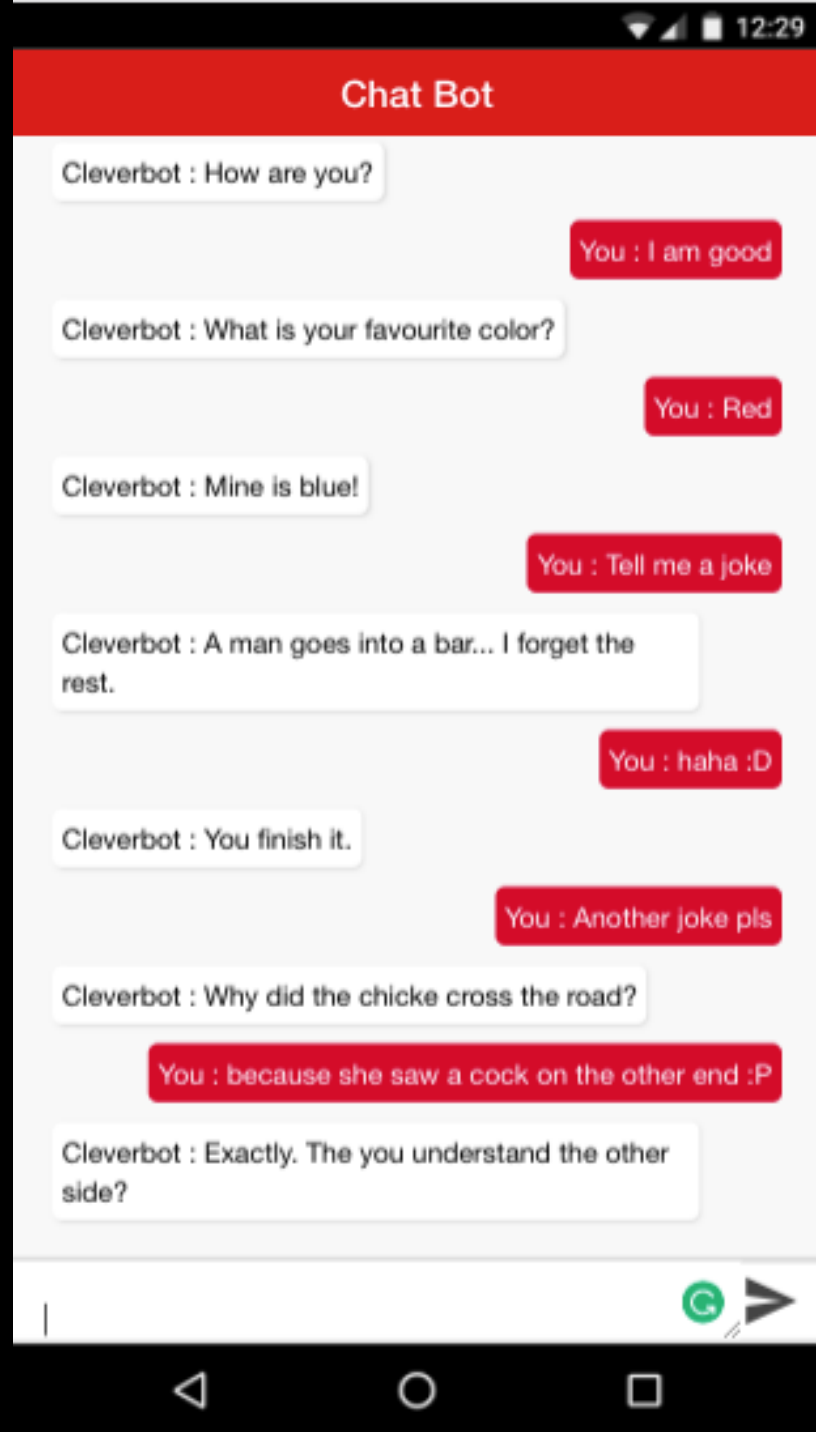 12:29
Chat Bot
Cleverbot : How are you?
You : I am good
Cleverbot : What is your favourite color?
You : Red
Cleverbot : Mine is blue!
You : Tell me a joke
Cleverbot : A man goes into a bar... I forget the
rest.
You : haha :D
Cleverbot : You finish it.
You : Another joke pls
Cleverbot : Why did the chicke cross the road?
You : because she saw a cock on the other end :P
Cleverbot : Exactly. The you understand the other
side?